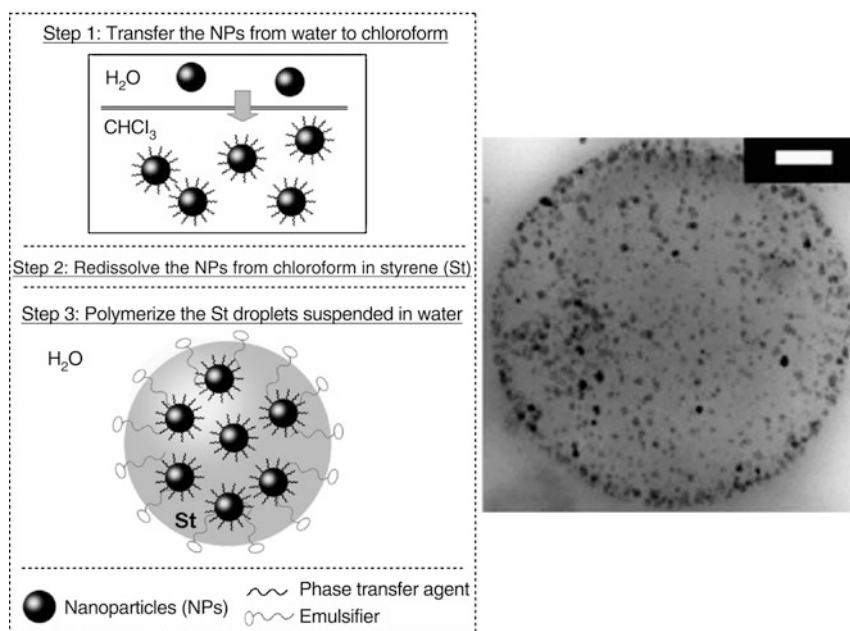 Step 1: Transfer the NPs from water to chloroform
H₂O
CHCl₃
Step 2: Redissolve the NPs from chloroform in styrene (St)
Step 3: Polymerize the St droplets suspended in water
H₂O
St
Nanoparticles (NPs)
Phase transfer agent
Emulsifier